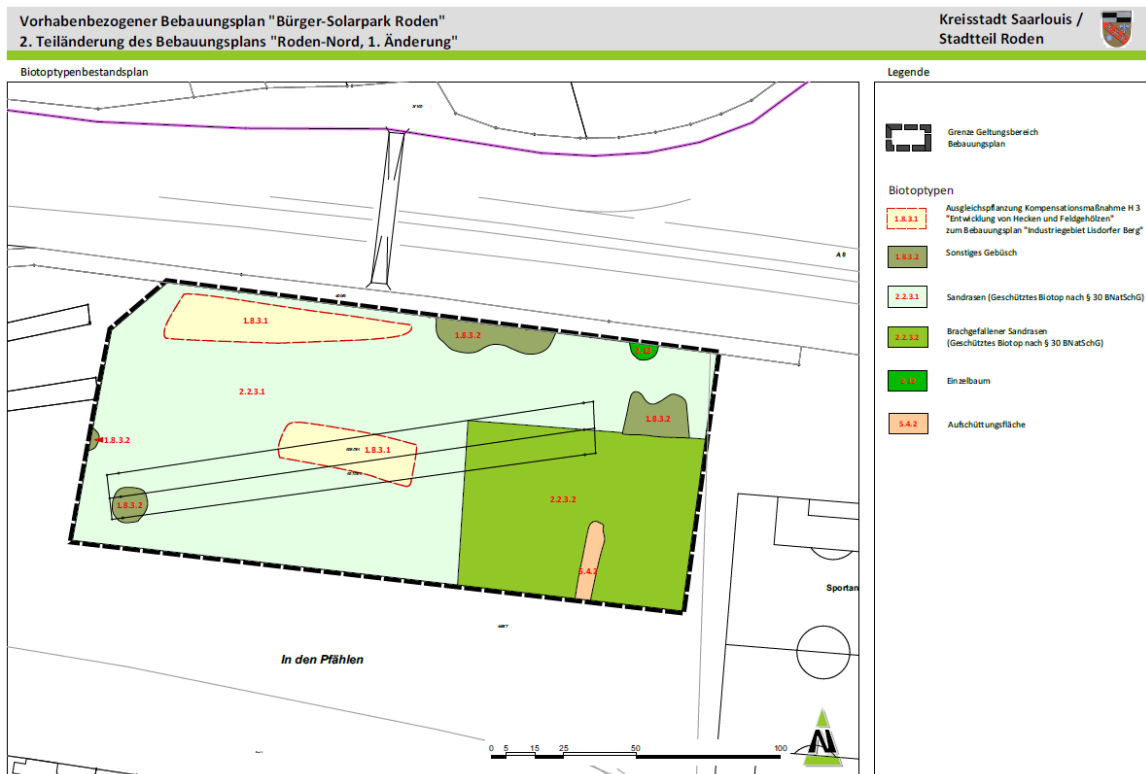 Vorhabenbezogener Bebauungsplan "Bürger-Solarpark Roden"
2. Teiländerung des Bebauungsplans "Roden-Nord, 1. Änderung"
Kreisstadt Saarlouis /
Stadtteil Roden
Biotoptypenbestandsplan
Legende
Grenze Geltungsbereich
Bebauungsplan
Biotoptypen
1.8.3.1
Ausgleichspflanzung Kompensationsmaßnahme H 3
"Entwicklung von Hecken und Feldgehölzen"
zum Bebauungsplan "Industriegebiet Lisdorfer Berg"
1.8.3.2
Sonstiges Gebüsch
2.2.3.1
Sandrasen (Geschütztes Biotop nach § 30 BNatSchG)
2.2.3.2
Brachgefallener Sandrasen
(Geschütztes Biotop nach § 30 BNatSchG)
2.12
Einzelbaum
5.4.2
Aufschüttungsfläche
A 8
1.8.3.1
1.8.3.2
2.12
2.2.3.1
1.8.3.2
1.8.3.2
1.8.3.1
1.8.3.2
2.2.3.2
5.4.2
Sportan
In den Pfählen
N
0 5 15 25 50 100